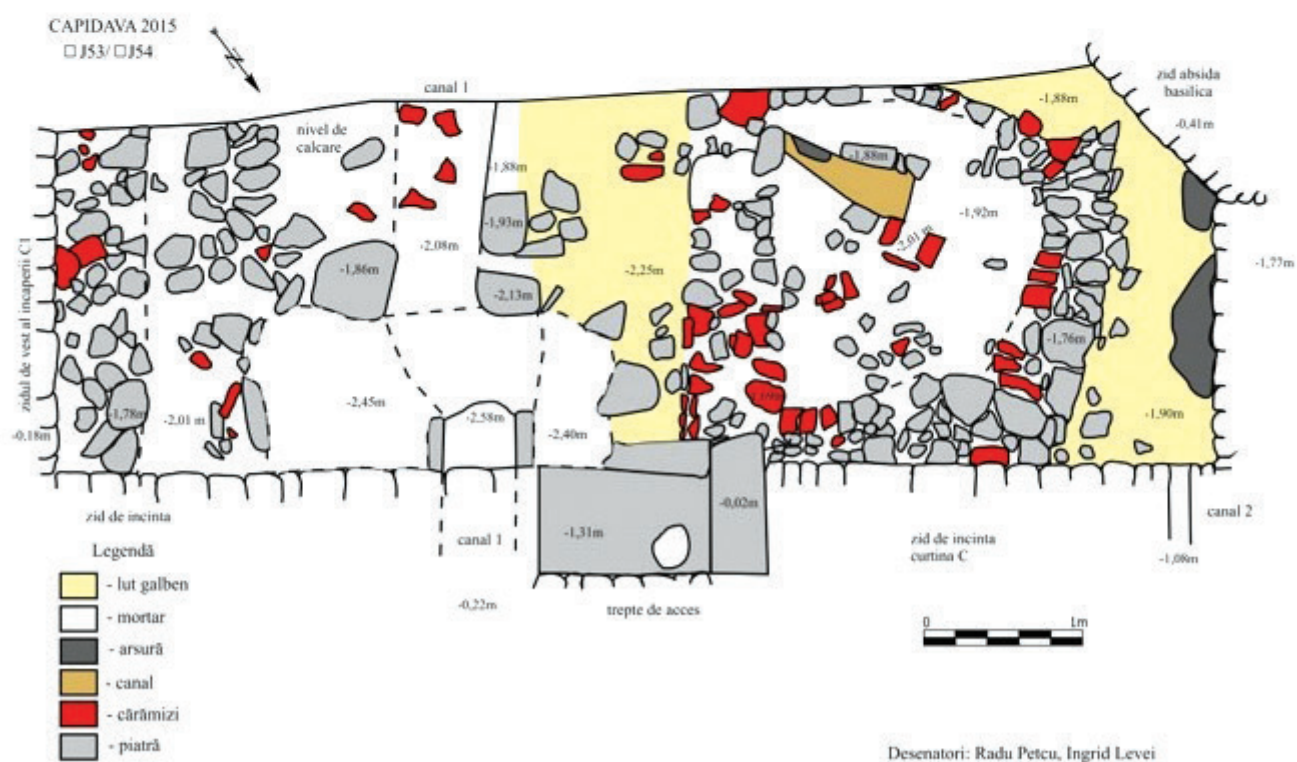 CAPIDAVA 2015
□ J53/ □ J54
N
canal 1
zid absida
basilica
-0,41m
-1,88m
nivel de
calcare
-1,88m
-1,88m
-1,93m
-1,92m
-2,01 m
-2,08m
-1,77m
-1,86m
-2,25m
-2,13m
-1,76m
zidul de vest al incaperii C1
-1,78m
-2,01 m
-2,45m
-2,58m
-2,40m
-1,90m
-0,18m
-0,02m
zid de incinta
canal 1
-1,31m
zid de incinta
curtina C
canal 2
-1,08m
Legendă
- lut galben
- mortar
- arsură
- canal
- cărămizi
- piatră
-0,22m
trepte de acces
0 1m
Desenatori: Radu Petcu, Ingrid Levei